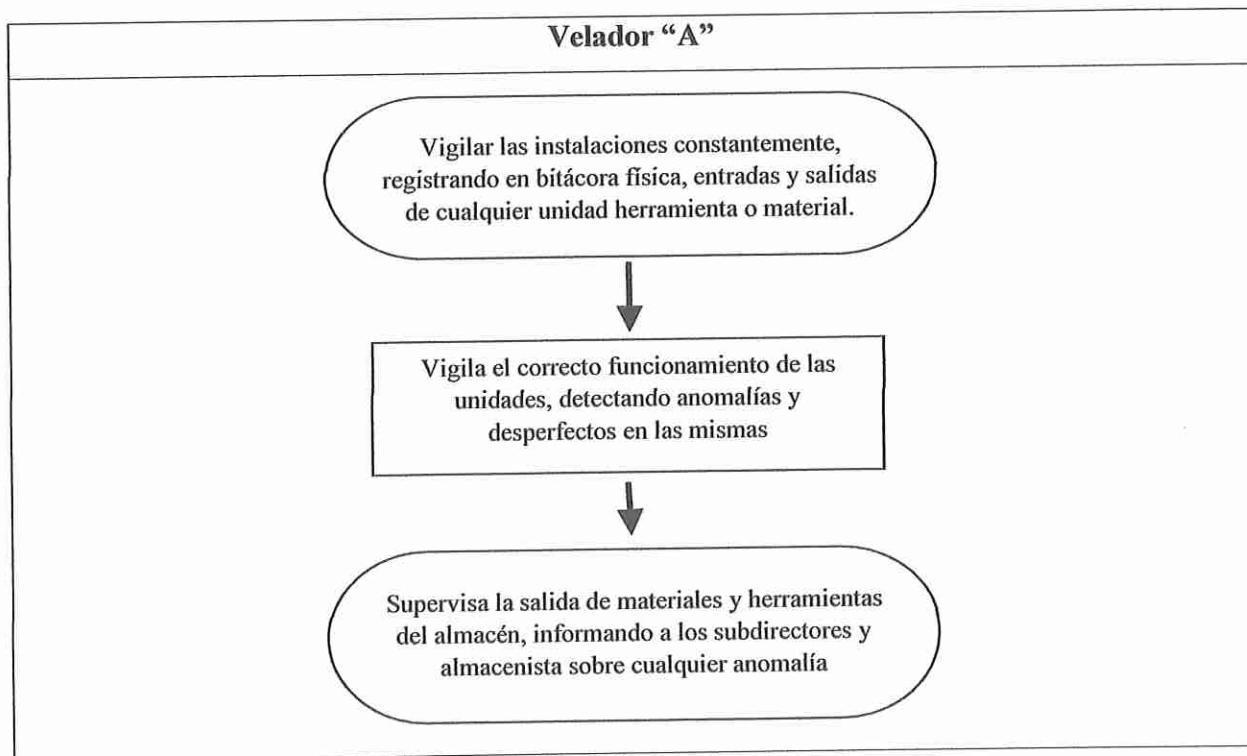 Velador “A”
Vigilar las instalaciones constantemente,
registrando en bitácora física, entradas y salidas
de cualquier unidad herramienta o material.
Vigila el correcto funcionamiento de las
unidades, detectando anomalías y
desperfectos en las mismas
Supervisa la salida de materiales y herramientas
del almacén, informando a los subdirectores y
almacenista sobre cualquier anomalía